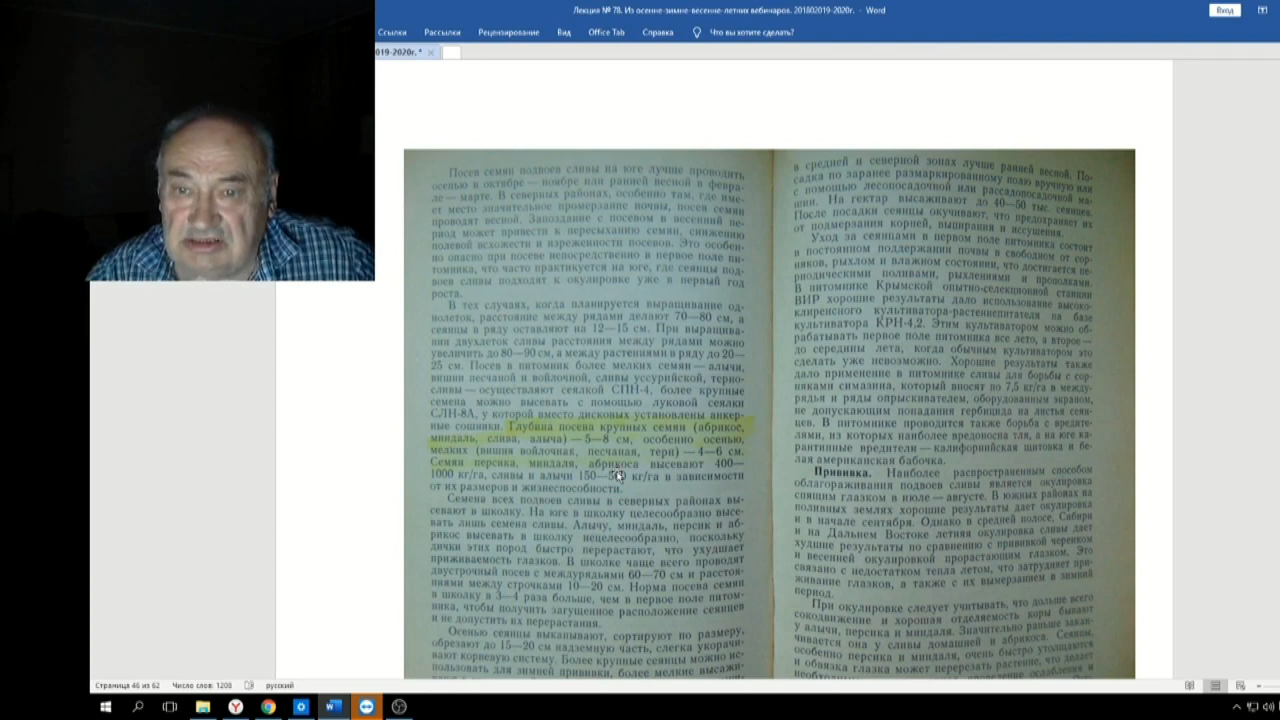 Лекция № 78. Из осенне-зимне-весенне-летних вебинаров. 201802019-2020г. - Word
Вход
Ссылки Рассылки Рецензирование Вид Office Tab Справка Что вы хотите сделать?
019-2020г. *
Посев семян подвоев сливы на юге лучше проводить
осенью в октябре — ноябре или ранней весной в февра-
ле — марте. В северных районах, особенно там, где име-
ет место значительное промерзание почвы, посев семян
проводят весной. Запоздание с посевом в весенний пе-
риод может привести к пересыханию семян, снижению
полевой всхожести и изреженности посевов. Это особен-
но опасно при посеве непосредственно в первое поле пи-
томника, что часто практикуется на юге, где сеянцы под-
воев сливы подходят к окулировке уже в первый год
роста.
В тех случаях, когда планируется выращивание од-
нолеток, расстояние между рядами делают 70—80 см, а
сеянцы в ряду оставляют на 12—15 см. При выращива-
нии двухлеток сливы расстояния между рядами можно
увеличить до 80—90 см, а между растениями в ряду до 20—
25 см. Посев в питомник более мелких семян — алычи,
вишни песчаной и войлочной, сливы уссурийской, терно-
сливы — осуществляют сеялкой СПН-4, более крупные
семена можно высевать с помощью луковой сеялки
СЛН-8А, у которой вместо дисковых установлены анкер-
ные сошники. Глубина посева крупных семян (абрикос,
миндаль, слива, алыча) — 5—8 см, особенно осенью,
мелких (вишня войлочная, песчаная, терн) — 4—6 см.
Семян персика, миндаля, абрикоса высевают 400—
1000 кг/га, сливы и алычи 150— кг/га в зависимости
от их размеров и жизнеспособности.
Семена всех подвоев сливы в северных районах вы-
севают в школку. На юге в школку целесообразно высе-
вать лишь семена сливы. Алычу, миндаль, персик и аб-
рикос высевать в школку нецелесообразно, поскольку
дички этих пород быстро перерастают, что ухудшает
приживаемость глазков. В школке чаще всего проводят
двустрочный посев с междурядьями 60—70 см и расстоя-
ниями между строчками 10—20 см. Норма посева семян
в школку в 3—4 раза больше, чем в первое поле питом-
ника, чтобы получить загущенное расположение сеянцев
и не допустить их перерастания.
Осенью сеянцы выкапывают, сортируют по размеру,
обрезают до 15—20 см надземную часть, слегка укорачи-
вают корневую систему. Более крупные сеянцы можно ис-
пользовать для зимней прививки, более мелкие высажи-
в средней и северной зонах лучше ранней весной. По-
садка по заранее размаркированному полю вручную или
с помощью лесопосадочной или рассадопосадочной ма-
шин. На гектар высаживают до 40—50 тыс. сеянцев.
После посадки сеянцы окучивают, что предохраняет их
от подмерзания корней, выпирания и иссушения.
Уход за сеянцами в первом поле питомника состоит
в постоянном поддержании почвы в свободном от сор-
няков, рыхлом и влажном состоянии, что достигается пе-
риодическими поливами, рыхлениями и прополками.
В питомнике Крымской опытно-селекционной станции
ВИР хорошие результаты дало использование высоко-
клиренсного культиватора-растениепитателя на базе
культиватора КРН-4,2. Этим культиватором можно об-
рабатывать первое поле питомника все лето, а второе —
до середины лета, когда обычным культиватором это
сделать уже невозможно. Хорошие результаты также
дало применение в питомнике сливы для борьбы с сор-
няками симазина, который вносят по 7,5 кг/га в между-
рядья и ряды опрыскивателем, оборудованным экраном,
не допускающим попадания гербицида на листья сеян-
цев. В питомнике проводится также борьба с вредите-
лями, из которых наиболее вредоносна тля, а на юге ка-
рантинные вредители — калифорнийская щитовка и бе-
лая американская бабочка.
Прививка. Наиболее распространенным способом
облагораживания подвоев сливы является окулировка
спящим глазком в июле — августе. В южных районах на
поливных землях хорошие результаты дает окулировка
и в начале сентября. Однако в средней полосе, Сибири
и на Дальнем Востоке летняя окулировка сливы дает
худшие результаты по сравнению с прививкой черенком
и весенней окулировкой прорастающим глазком. Это
связано с недостатком тепла летом, что затрудняет при-
живание глазков, а также с их вымерзанием в зимний
период.
При окулировке следует учитывать, что дольше всего
сокодвижение и хорошая отделяемость коры бывают
у алычи, персика и миндаля. Значительно раньше закан-
чивается она у сливы домашней и абрикоса. Сеянцы,
особенно персика и миндаля, очень быстро утолщаются
и обвязка глазка может перерезать растение, что делает
Страница 46 из 62 Число слов: 1208 русский